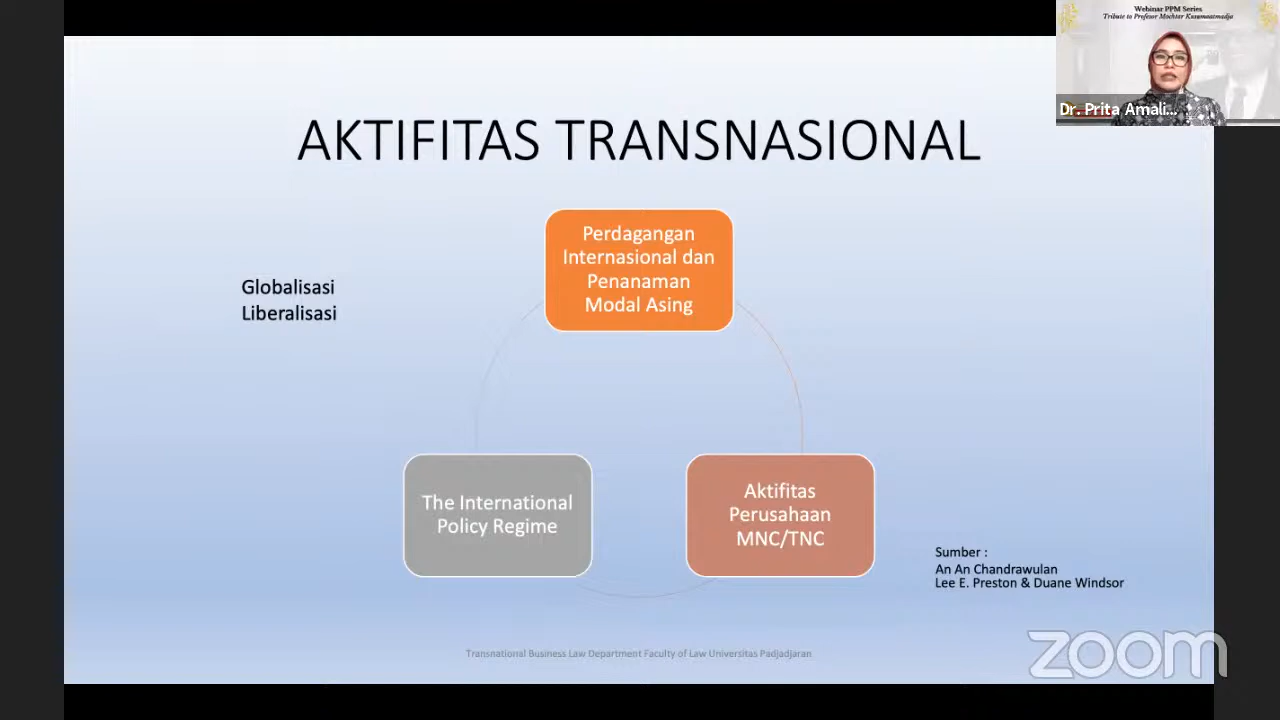 Webinar PPM Series
Tribute to Profesor Mochtar Kusumaatmadja
Dr. Prita Amali...
AKTIFITAS TRANSNASIONAL
Perdagangan
Internasional dan
Penanaman
Modal Asing
Globalisasi
Liberalisasi
The International
Policy Regime
Aktifitas
Perusahaan
MNC/TNC
Sumber :
An An Chandrawulan
Lee E. Preston & Duane Windsor
Transnational Business Law Department Faculty of Law Universitas Padjadjaran
zoom